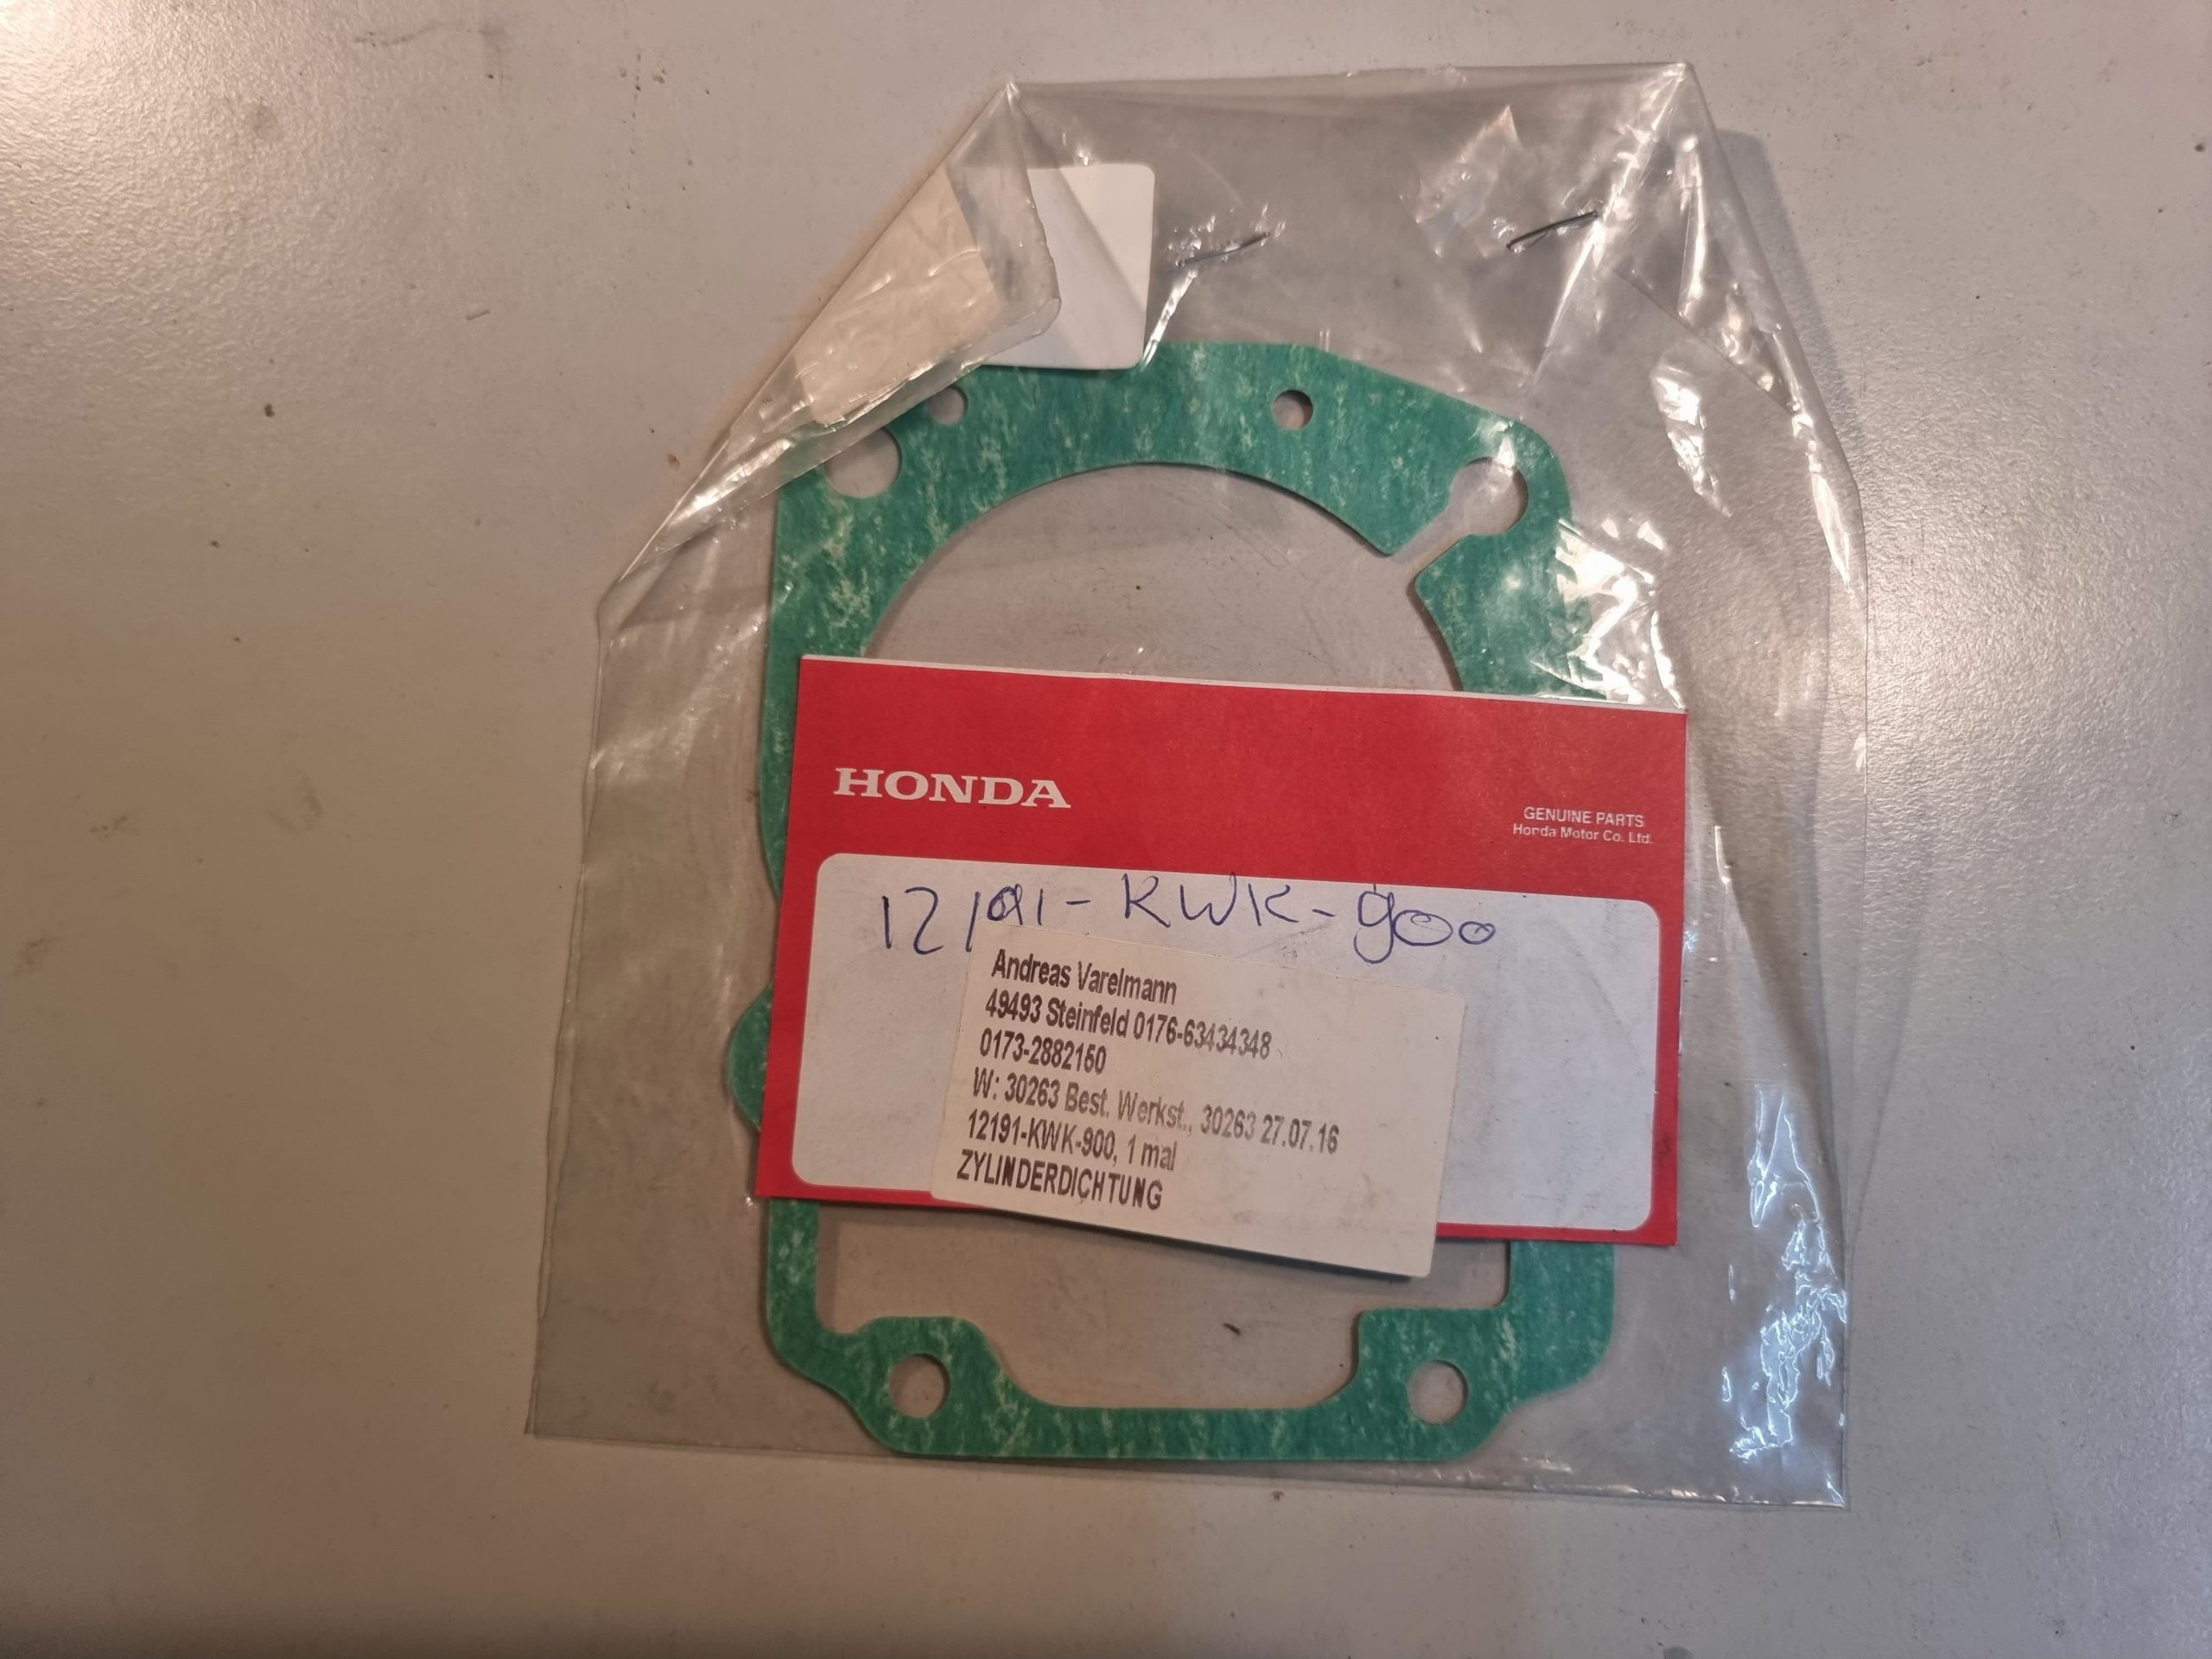 HONDA
GENUINE PARTS
Honda Motor Co. Ltd.
12191-KWK-900
Andreas Varelmann
49493 Steinfeld 0176-63434348
0173-2882150
W: 30263 Best. Werkst., 30263 27.07.16
12191-KWK-900, 1 mal
ZYLINDERDICHTUNG